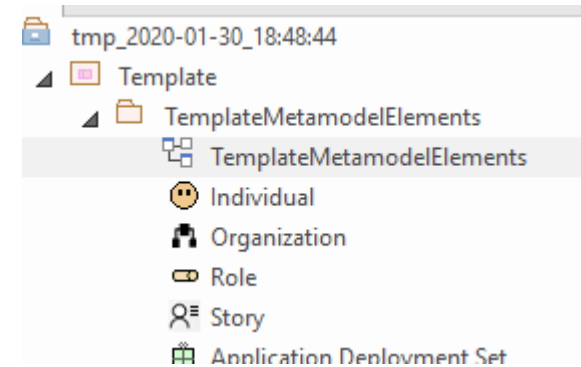 tmp_2020-01-30_18:48:44
Template
TemplateMetamodelElements
TemplateMetamodelElements
Individual
Organization
Role
Story
Application Deployment Set